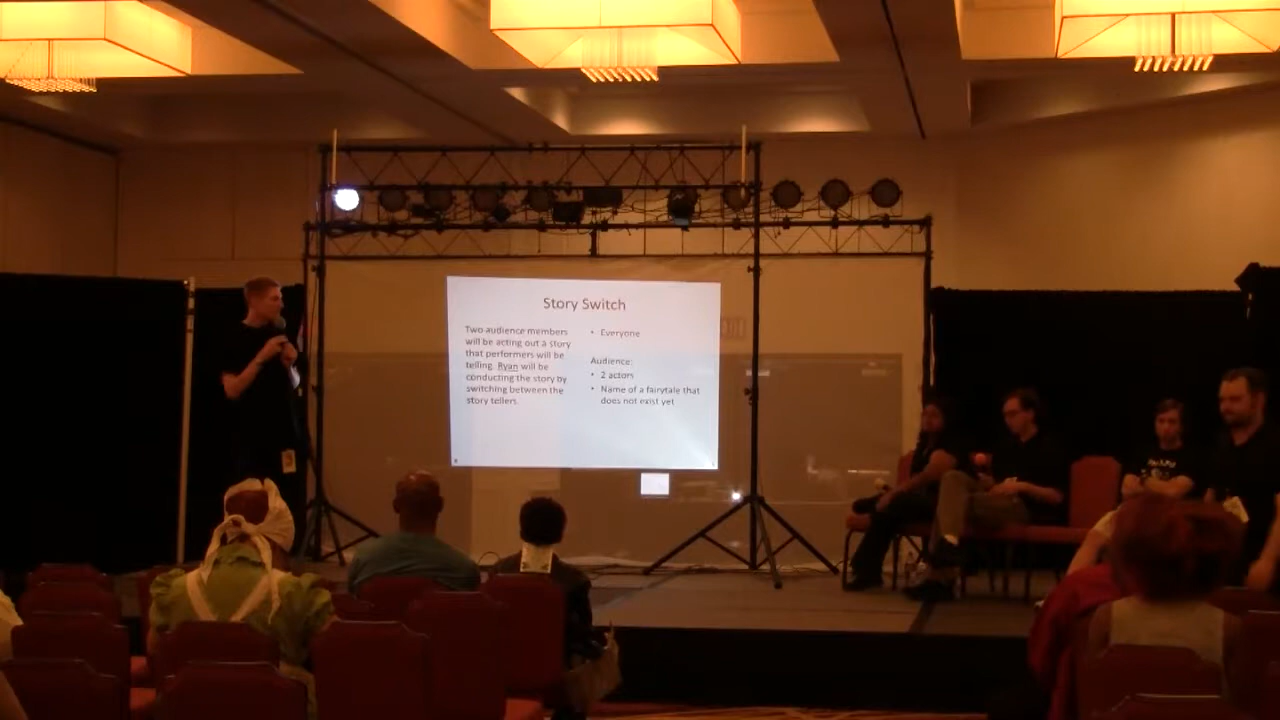 Story Switch
Two audience members
will be acting out a story
that performers will be
telling. Ryan will be
conducting the story by
switching between the
story tellers.
• Everyone
Audience:
• 2 actors
• Name of a fairytale that
does not exist yet